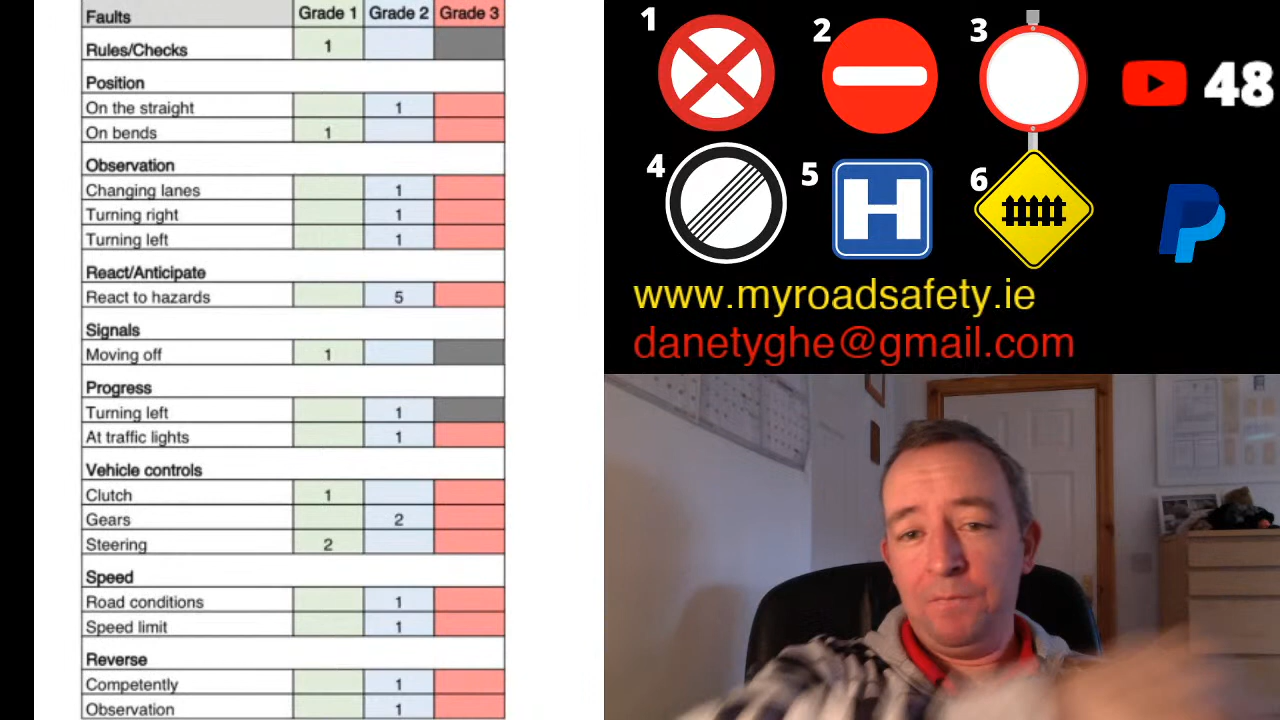 Faults Grade 1 Grade 2 Grade 3
Rules/Checks 1
Position
On the straight 1
On bends 1
Observation
Changing lanes 1
Turning right 1
Turning left 1
React/Anticipate
React to hazards 5
Signals
Moving off 1
Progress
Turning left 1
At traffic lights 1
Vehicle controls
Clutch 1
Gears 2
Steering 2
Speed
Road conditions 1
Speed limit 1
Reverse
Competently 1
Observation 1
1 2 3 48
4 5 H 6
www.myroadsafety.ie
danetyghe@gmail.com